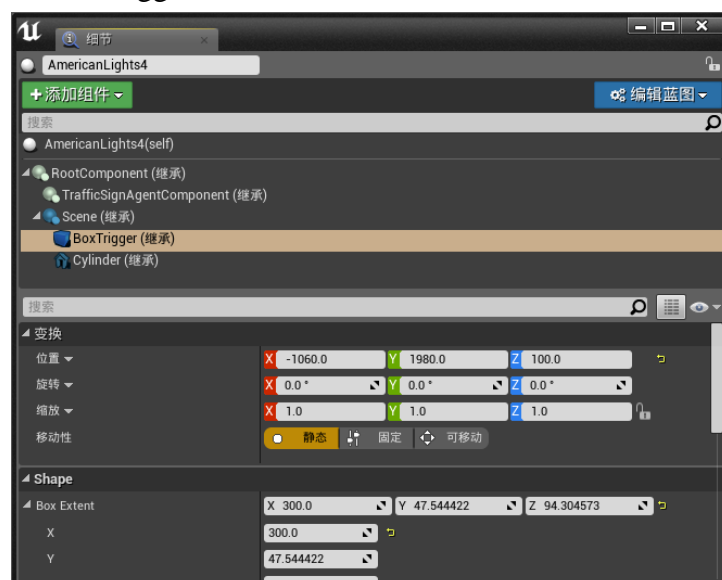 细节
AmericanLights4
+添加组件
编辑蓝图
搜索
AmericanLights4(self)
RootComponent (继承)
TrafficSignAgentComponent (继承)
Scene (继承)
BoxTrigger (继承)
Cylinder (继承)
搜索
变换
位置 X -1060.0 Y 1980.0 Z 100.0
旋转 X 0.0° Y 0.0° Z 0.0°
缩放 X 1.0 Y 1.0 Z 1.0
移动性 静态 固定 可移动
Shape
Box Extent X 300.0 Y 47.544422 Z 94.304573
X 300.0
Y 47.544422